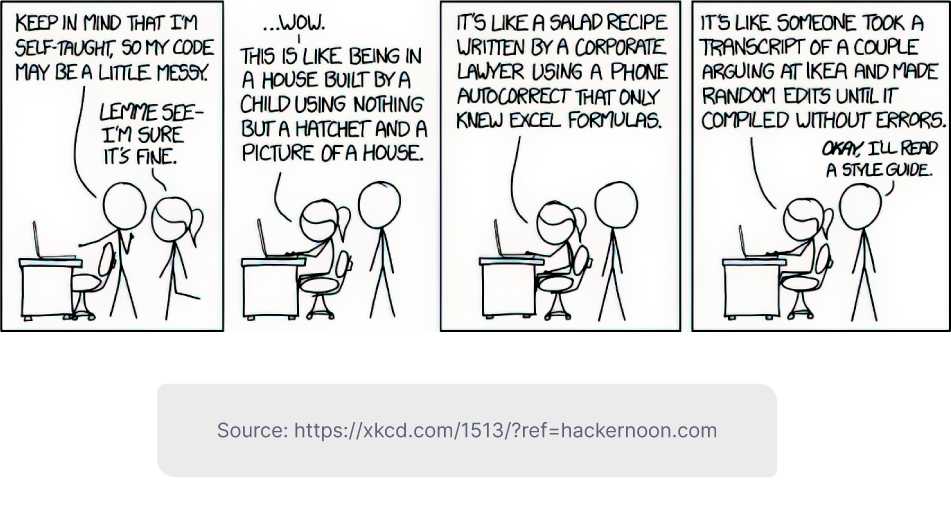 KEEP IN MIND THAT I'M
SELF-TAUGHT, SO MY CODE
MAY BE A LITTLE MESSY.
LEMME SEE-
I'M SURE
IT'S FINE.
...WOW.
THIS IS LIKE BEING IN
A HOUSE BUILT BY A
CHILD USING NOTHING
BUT A HATCHET AND A
PICTURE OF A HOUSE.
IT'S LIKE A SALAD RECIPE
WRITTEN BY A CORPORATE
LAWYER USING A PHONE
AUTOCORRECT THAT ONLY
KNEW EXCEL FORMULAS.
IT'S LIKE SOMEONE TOOK A
TRANSCRIPT OF A COUPLE
ARGUING AT IKEA AND MADE
RANDOM EDITS UNTIL IT
COMPILED WITHOUT ERRORS.
OKAY, I'LL READ
A STYLE GUIDE.
Source: https://xkcd.com/1513/?ref=hackernoon.com